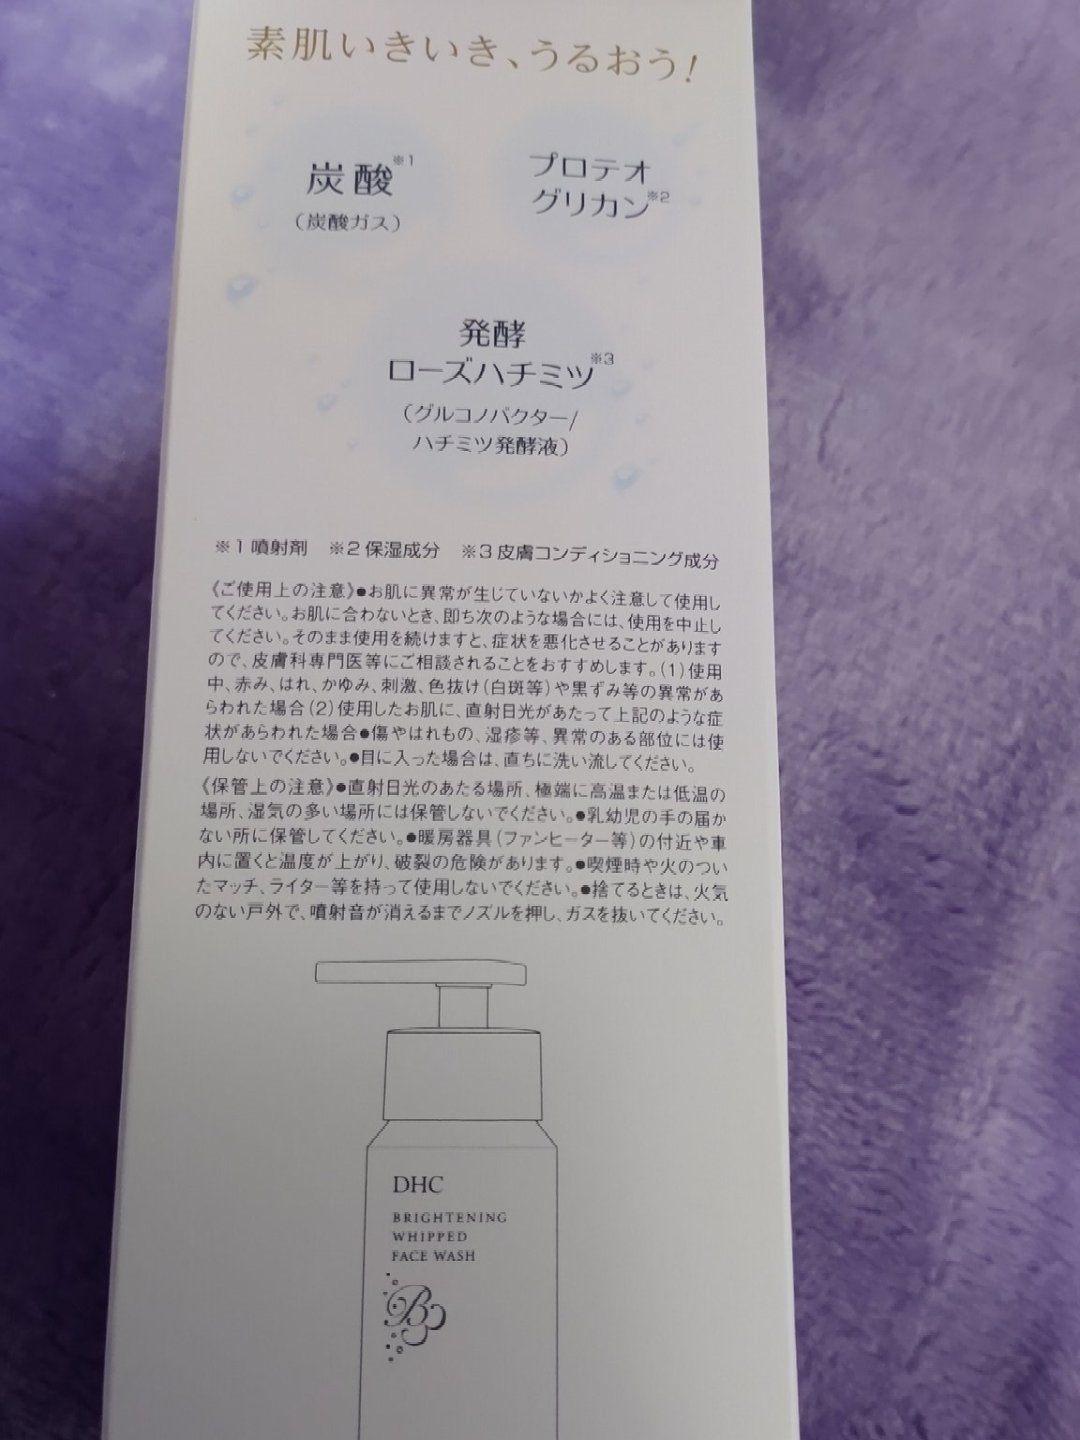 素肌いきいき、うるおう!
炭酸※1
(炭酸ガス)
プロテオ
グリカン※2
発酵
ローズハチミツ※3
(グルコノバクター/
ハチミツ発酵液)
※1 噴射剤 ※2 保湿成分 ※3 皮膚コンディショニング成分
《ご使用上の注意》●お肌に異常が生じていないかよく注意して使用し
てください。お肌に合わないとき、即ち次のような場合には、使用を中止し
てください。そのまま使用を続けますと、症状を悪化させることがあります
ので、皮膚科専門医等にご相談されることをおすすめします。(1)使用
中、赤み、はれ、かゆみ、刺激、色抜け(白斑等)や黒ずみ等の異常があ
らわれた場合(2)使用したお肌に、直射日光があたって上記のような症
状があらわれた場合●傷やはれもの、湿疹等、異常のある部位には使
用しないでください。●目に入った場合は、直ちに洗い流してください。
《保管上の注意》●直射日光のあたる場所、極端に高温または低温の
場所、湿気の多い場所には保管しないでください。●乳幼児の手の届か
ない所に保管してください。●暖房器具(ファンヒーター等)の付近や車
内に置くと温度が上がり、破裂の危険があります。●喫煙時や火のつい
たマッチ、ライター等を持って使用しないでください。●捨てるときは、火気
のない戸外で、噴射音が消えるまでノズルを押し、ガスを抜いてください。
DHC
BRIGHTENING
WHIPPED
FACE WASH
B